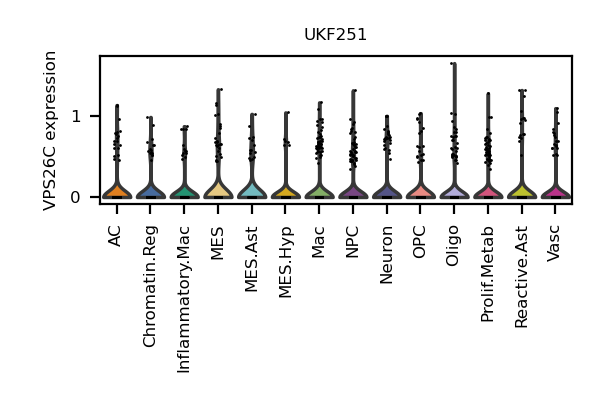 UKF251
VPS26C expression
1
0
AC
Chromatin.Reg
Inflammatory.Mac
MES
MES.Ast
MES.Hyp
Mac
NPC
Neuron
OPC
Oligo
Prolif.Metab
Reactive.Ast
Vasc